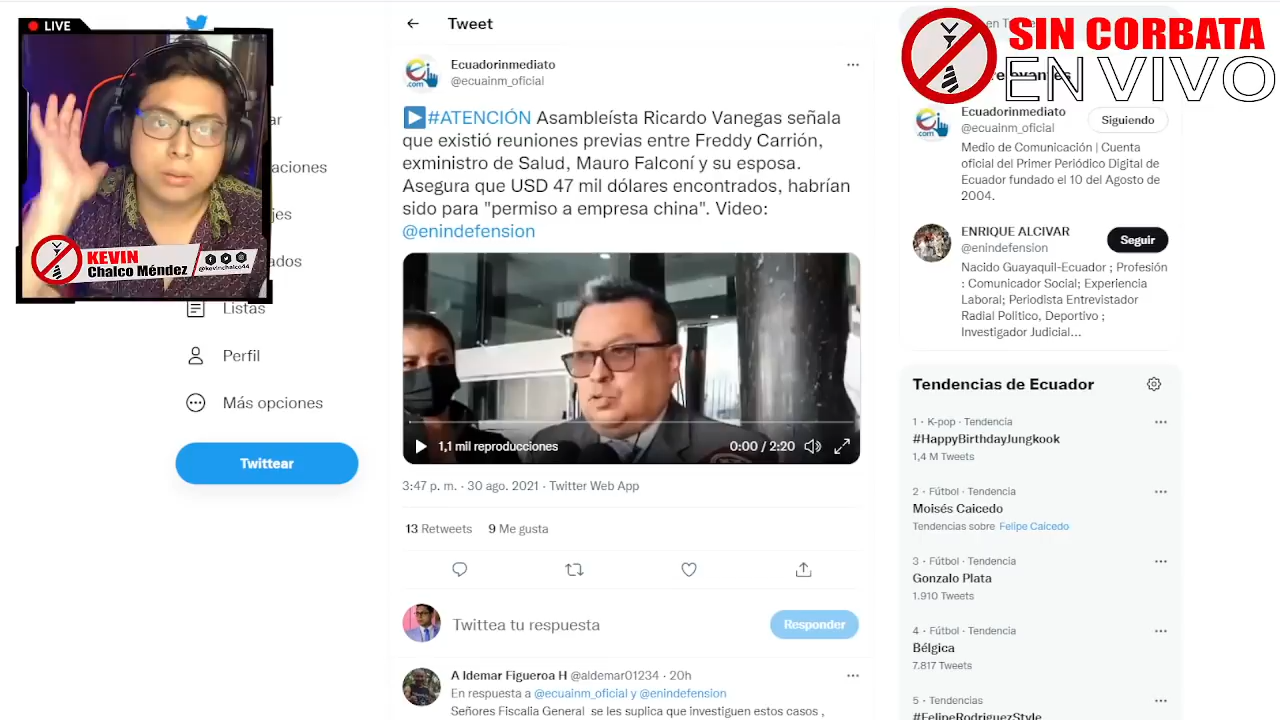 LIVE
KEVIN
Chalco Méndez
@kevinchalco44
Listas
Perfil
Más opciones
Twittear
Tweet
Ecuadorinmediato
@ecuainm_oficial
#ATENCIÓN Asambleísta Ricardo Vanegas señala
que existió reuniones previas entre Freddy Carrión,
exministro de Salud, Mauro Falconí y su esposa.
Asegura que USD 47 mil dólares encontrados, habrían
sido para "permiso a empresa china". Video:
@enindefension
1,1 mil reproducciones
0:00 / 2:20
3:47 p. m. · 30 ago. 2021 · Twitter Web App
13 Retweets 9 Me gusta
Twittea tu respuesta
Responder
A ldemar Figueroa H @aldemar01234 · 20h
En respuesta a @ecuainm_oficial y @enindefension
Señores Fiscalia General se les suplica que investiguen estos casos ,
SIN CORBATA
EN VIVO
Ecuadorinmediato
@ecuainm_oficial
Siguiendo
Medio de Comunicación | Cuenta
oficial del Primer Periódico Digital de
Ecuador fundado el 10 de Agosto de
2004.
ENRIQUE ALCIVAR
@enindefension
Seguir
Nacido Guayaquil-Ecuador ; Profesión
: Comunicador Social; Experiencia
Laboral; Periodista Entrevistador
Radial Politico, Deportivo ;
Investigador Judicial...
Tendencias de Ecuador
1 · K-pop · Tendencia
#HappyBirthdayJungkook
1,4 M Tweets
2 · Fútbol · Tendencia
Moisés Caicedo
Tendencias sobre Felipe Caicedo
3 · Fútbol · Tendencia
Gonzalo Plata
1.910 Tweets
4 · Fútbol · Tendencia
Bélgica
7.817 Tweets
5 · Tendencias
#FelipeRodriguezStyle